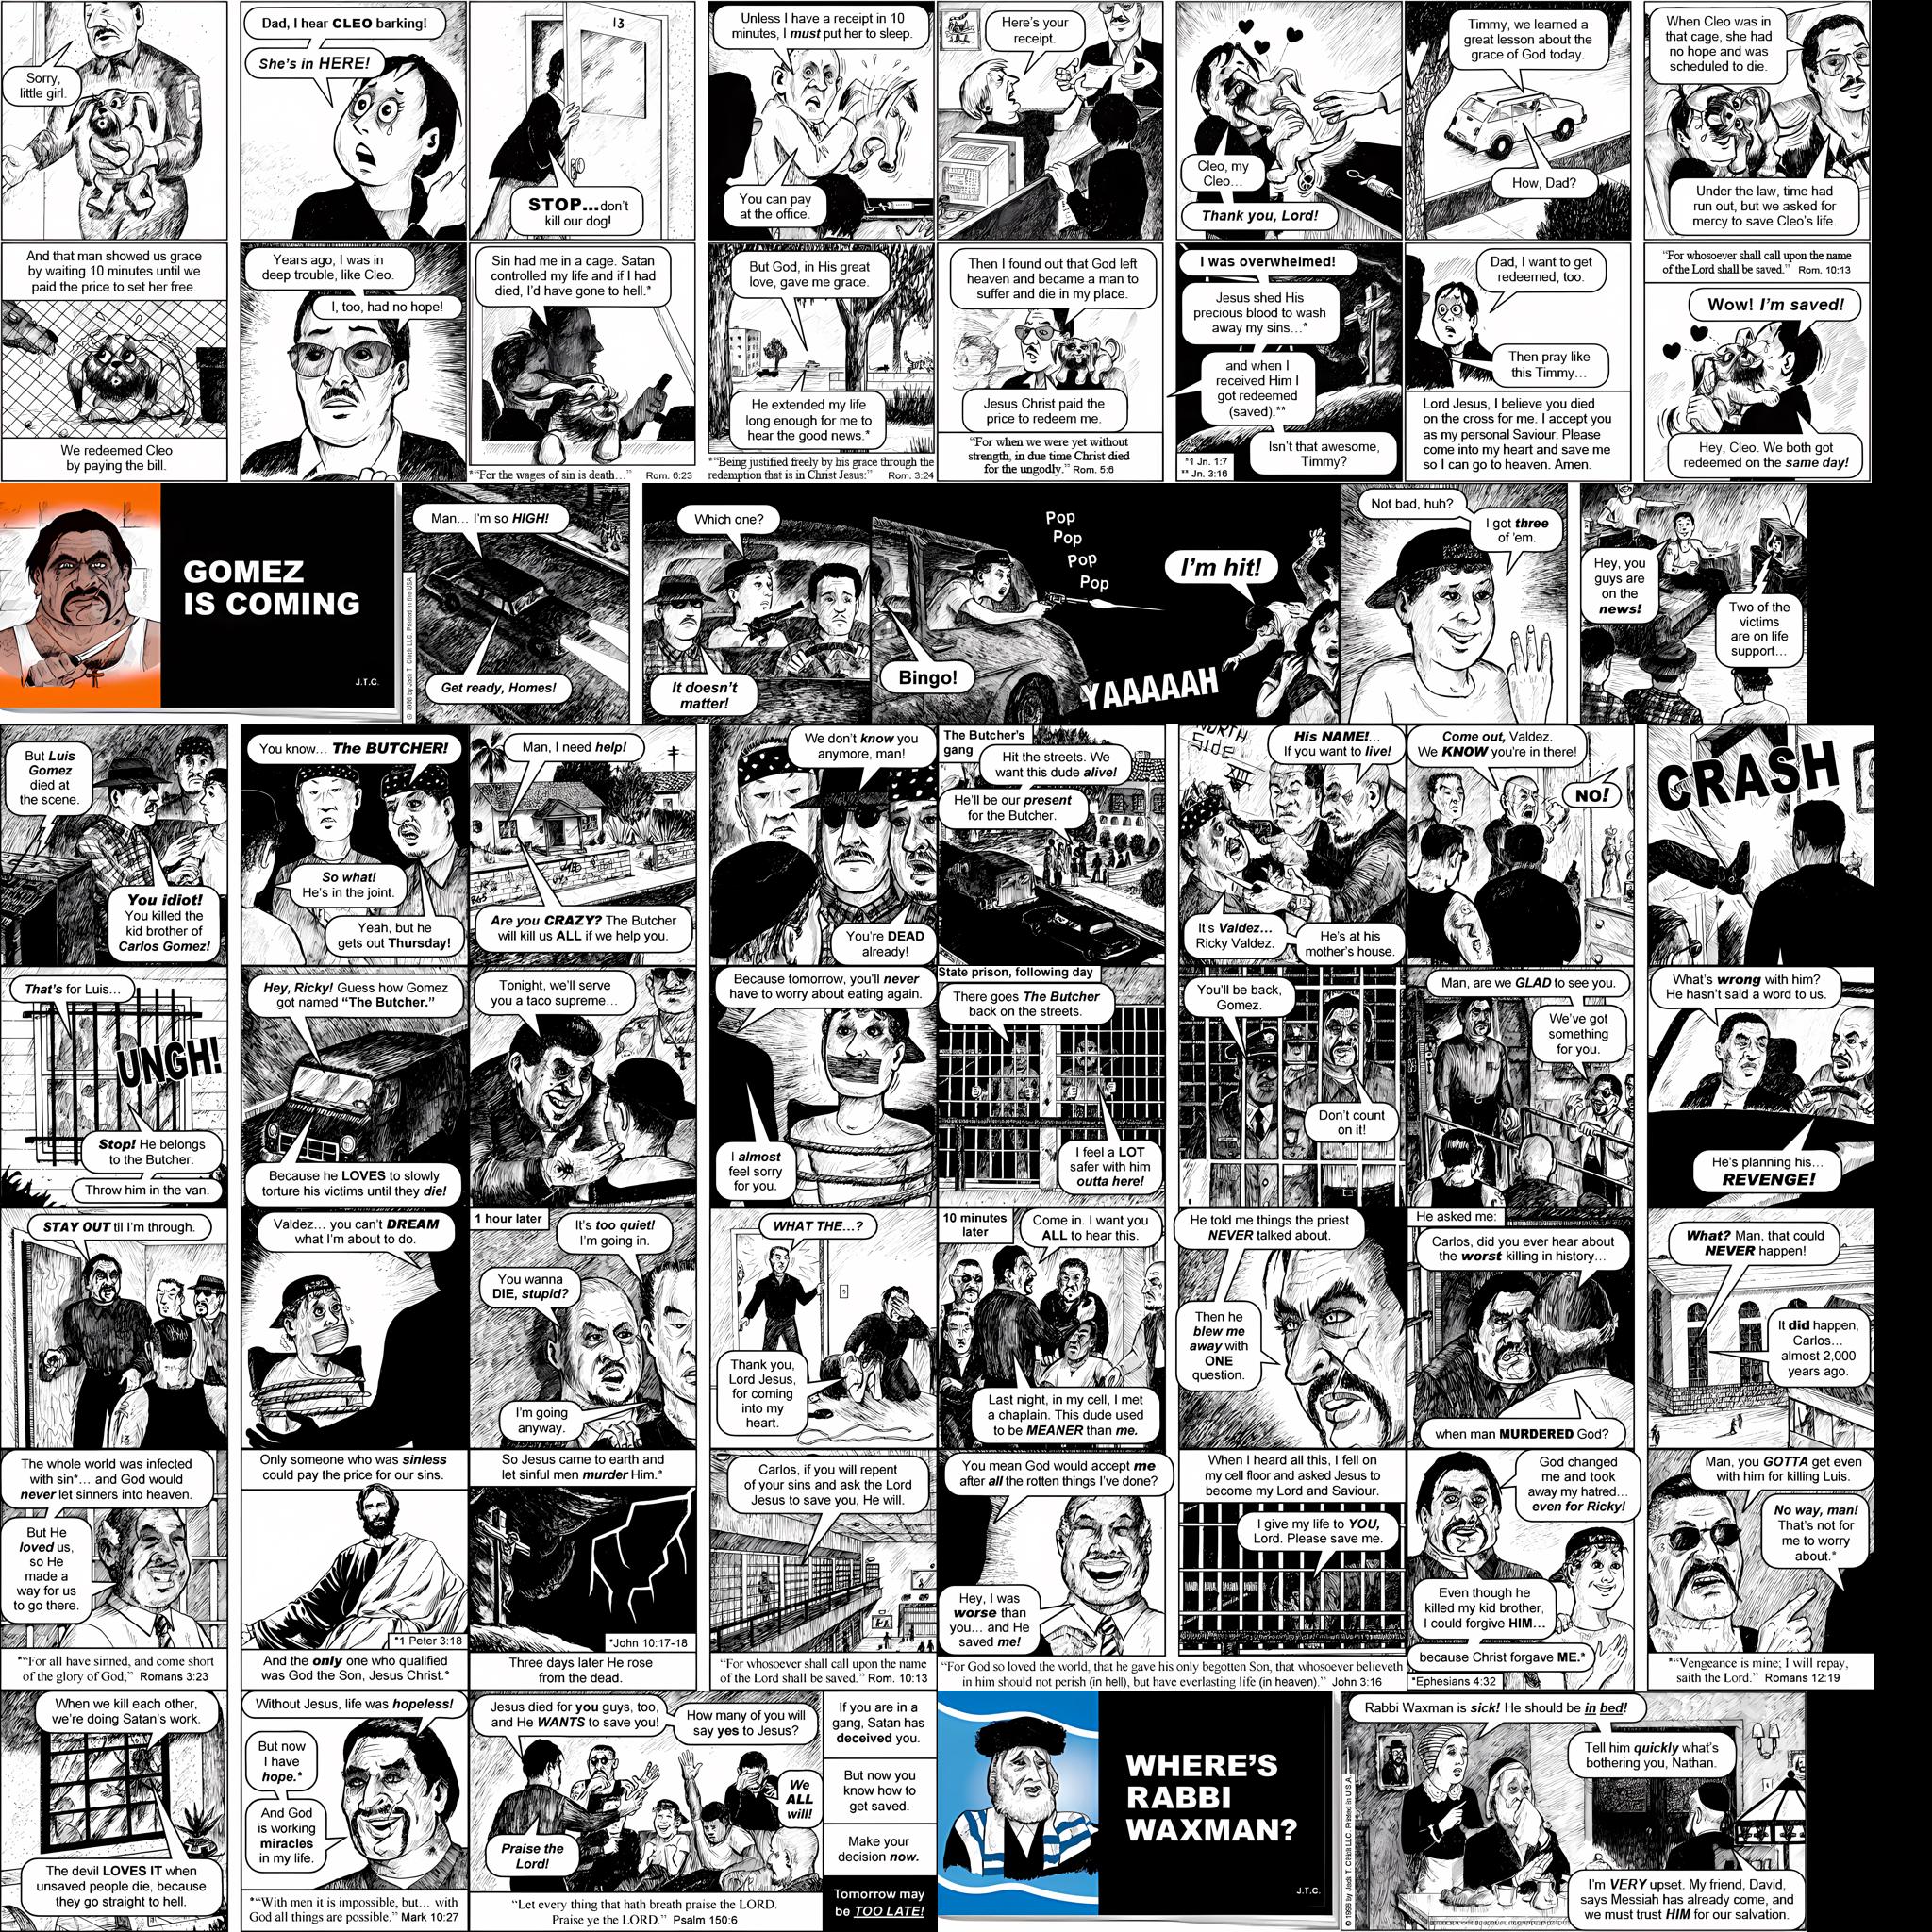 Sorry,
little girl.
Dad, I hear CLEO barking!
She's in HERE!
13
STOP...don't
kill our dog!
Unless I have a receipt in 10
minutes, I must put her to sleep.
You can pay
at the office.
Here's your
receipt.
Cleo, my
Cleo...
Thank you, Lord!
Timmy, we learned a
great lesson about the
grace of God today.
How, Dad?
When Cleo was in
that cage, she had
no hope and was
scheduled to die.
Under the law, time had
run out, but we asked for
mercy to save Cleo's life.
And that man showed us grace
by waiting 10 minutes until we
paid the price to set her free.
We redeemed Cleo
by paying the bill.
Years ago, I was in
deep trouble, like Cleo.
I, too, had no hope!
Sin had me in a cage. Satan
controlled my life and if I had
died, I'd have gone to hell.*
*"For the wages of sin is death..." Rom. 6:23
But God, in His great
love, gave me grace.
He extended my life
long enough for me to
hear the good news.*
*"Being justified freely by his grace through the
redemption that is in Christ Jesus:" Rom. 3:24
Then I found out that God left
heaven and became a man to
suffer and die in my place.
Jesus Christ paid the
price to redeem me.
"For when we were yet without
strength, in due time Christ died
for the ungodly." Rom. 5:6
I was overwhelmed!
Jesus shed His
precious blood to wash
away my sins...*
and when I
received Him I
got redeemed
(saved).**
Isn't that awesome,
Timmy?
*1 Jn. 1:7
** Jn. 3:16
Dad, I want to get
redeemed, too.
Then pray like
this Timmy...
Lord Jesus, I believe you died
on the cross for me. I accept you
as my personal Saviour. Please
come into my heart and save me
so I can go to heaven. Amen.
"For whosoever shall call upon the name
of the Lord shall be saved." Rom. 10:13
Wow! I'm saved!
Hey, Cleo. We both got
redeemed on the same day!
GOMEZ
IS COMING
J.T.C.
© 1996 by Jack T. Chick LLC. Printed in the USA
Man... I'm so HIGH!
Get ready, Homes!
Which one?
It doesn't
matter!
Bingo!
Pop
Pop
Pop
Pop
I'm hit!
YAAAAAH
Not bad, huh?
I got three
of 'em.
Hey, you
guys are
on the
news!
Two of the
victims
are on life
support...
But Luis
Gomez
died at
the scene.
You idiot!
You killed the
kid brother of
Carlos Gomez!
You know... The BUTCHER!
So what!
He's in the joint.
Yeah, but he
gets out Thursday!
Man, I need help!
Are you CRAZY? The Butcher
will kill us ALL if we help you.
We don't know you
anymore, man!
You're DEAD
already!
The Butcher's
gang
Hit the streets. We
want this dude alive!
He'll be our present
for the Butcher.
NORTH
Side
XIII
His NAME!...
If you want to live!
It's Valdez...
Ricky Valdez.
He's at his
mother's house.
Come out, Valdez.
We KNOW you're in there!
NO!
CRASH
That's for Luis...
UNGH!
Stop! He belongs
to the Butcher.
Throw him in the van.
Hey, Ricky! Guess how Gomez
got named "The Butcher."
Because he LOVES to slowly
torture his victims until they die!
Tonight, we'll serve
you a taco supreme...
Because tomorrow, you'll never
have to worry about eating again.
I almost
feel sorry
for you.
State prison, following day
There goes The Butcher
back on the streets.
I feel a LOT
safer with him
outta here!
You'll be back,
Gomez.
Don't count
on it!
Man, are we GLAD to see you.
We've got
something
for you.
What's wrong with him?
He hasn't said a word to us.
He's planning his...
REVENGE!
STAY OUT til I'm through.
13
Valdez... you can't DREAM
what I'm about to do.
1 hour later
It's too quiet!
I'm going in.
You wanna
DIE, stupid?
I'm going
anyway.
WHAT THE...?
Thank you,
Lord Jesus,
for coming
into my
heart.
10 minutes
later
Come in. I want you
ALL to hear this.
Last night, in my cell, I met
a chaplain. This dude used
to be MEANER than me.
He told me things the priest
NEVER talked about.
Then he
blew me
away with
ONE
question.
He asked me:
Carlos, did you ever hear about
the worst killing in history...
when man MURDERED God?
What? Man, that could
NEVER happen!
It did happen,
Carlos...
almost 2,000
years ago.
The whole world was infected
with sin*... and God would
never let sinners into heaven.
But He
loved us,
so He
made a
way for us
to go there.
*"For all have sinned, and come short
of the glory of God;" Romans 3:23
Only someone who was sinless
could pay the price for our sins.
*1 Peter 3:18
And the only one who qualified
was God the Son, Jesus Christ.*
So Jesus came to earth and
let sinful men murder Him.*
*John 10:17-18
Three days later He rose
from the dead.
Carlos, if you will repent
of your sins and ask the Lord
Jesus to save you, He will.
"For whosoever shall call upon the name
of the Lord shall be saved." Rom. 10:13
You mean God would accept me
after all the rotten things I've done?
Hey, I was
worse than
you... and He
saved me!
"For God so loved the world, that he gave his only begotten Son, that whosoever believeth
in him should not perish (in hell), but have everlasting life (in heaven)." John 3:16
When I heard all this, I fell on
my cell floor and asked Jesus to
become my Lord and Saviour.
I give my life to YOU,
Lord. Please save me.
God changed
me and took
away my hatred...
even for Ricky!
Even though he
killed my kid brother,
I could forgive HIM...
because Christ forgave ME.*
*Ephesians 4:32
Man, you GOTTA get even
with him for killing Luis.
No way, man!
That's not for
me to worry
about.*
*"Vengeance is mine; I will repay,
saith the Lord." Romans 12:19
When we kill each other,
we're doing Satan's work.
The devil LOVES IT when
unsaved people die, because
they go straight to hell.
Without Jesus, life was hopeless!
But now
I have
hope.*
And God
is working
miracles
in my life.
*"With men it is impossible, but... with
God all things are possible." Mark 10:27
Jesus died for you guys, too,
and He WANTS to save you!
How many of you will
say yes to Jesus?
Praise the
Lord!
We
ALL
will!
"Let every thing that hath breath praise the LORD.
Praise ye the LORD." Psalm 150:6
If you are in a
gang, Satan has
deceived you.
But now you
know how to
get saved.
Make your
decision now.
Tomorrow may
be TOO LATE!
WHERE'S
RABBI
WAXMAN?
J.T.C.
© 1996 by Jack T. Chick LLC. Printed in U.S.A.
Rabbi Waxman is sick! He should be in bed!
Tell him quickly what's
bothering you, Nathan.
I'm VERY upset. My friend, David,
says Messiah has already come, and
we must trust HIM for our salvation.